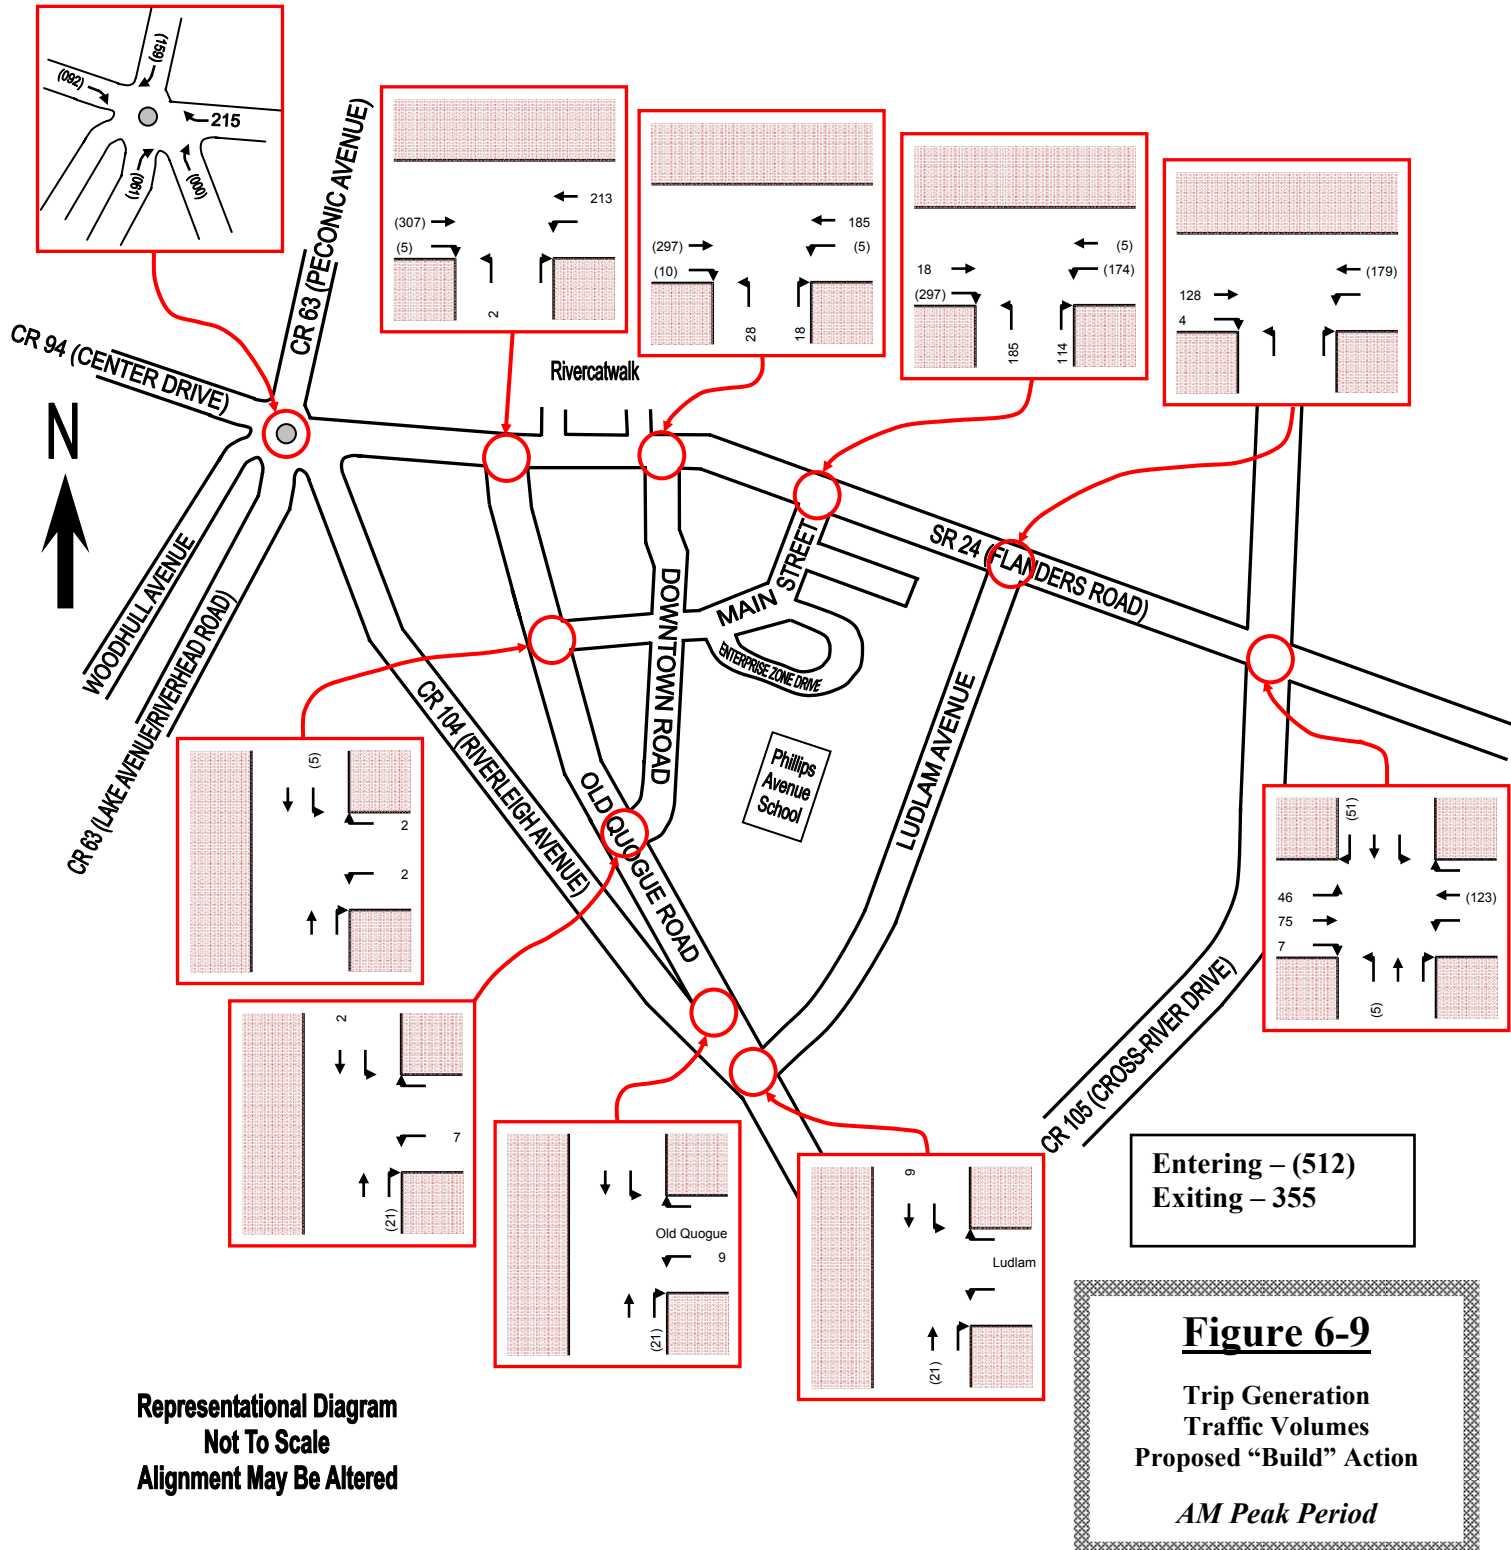 (159)
(092)
215
(061)
(000)
CR 63 (PECONIC AVENUE)
213
(307)
(5)
2
185
(297)
(5)
(10)
28
18
(5)
18
(174)
(297)
185
114
(179)
128
4
CR 94 (CENTER DRIVE)
Rivercatwalk
N
WOODHULL AVENUE
CR 63 (LAKE AVENUE/RIVERHEAD ROAD)
CR 104 (RIVERLEIGH AVENUE)
OLD QUOGUE ROAD
DOWNTOWN ROAD
MAIN STREET
ENTERPRISE ZONE DRIVE
SR 24 (FLANDERS ROAD)
LUDLAM AVENUE
Phillips
Avenue
School
CR 105 (CROSS-RIVER DRIVE)
(5)
2
2
(51)
46
(123)
75
7
(5)
2
7
(21)
Old Quogue
9
(21)
9
Ludlam
(21)
Entering – (512)
Exiting – 355
Representational Diagram
Not To Scale
Alignment May Be Altered
Figure 6-9
Trip Generation
Traffic Volumes
Proposed “Build” Action
AM Peak Period